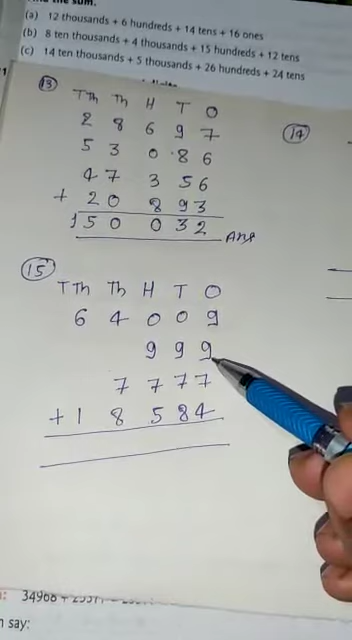 (a) 12 thousands + 6 hundreds + 14 tens + 16 ones
(b) 8 ten thousands + 4 thousands + 15 hundreds + 12 tens
(c) 14 ten thousands + 5 thousands + 26 hundreds + 24 tens
13 TTh Th H T O
2 8 6 9 7
5 3 0 8 6
4 7 3 5 6
+ 2 0 8 9 3
1 5 0 0 3 2 Ans
14
15
TTh Th H T O
6 4 0 0 9
9 9 9
7 7 7 7
+ 1 8 5 8 4
say: